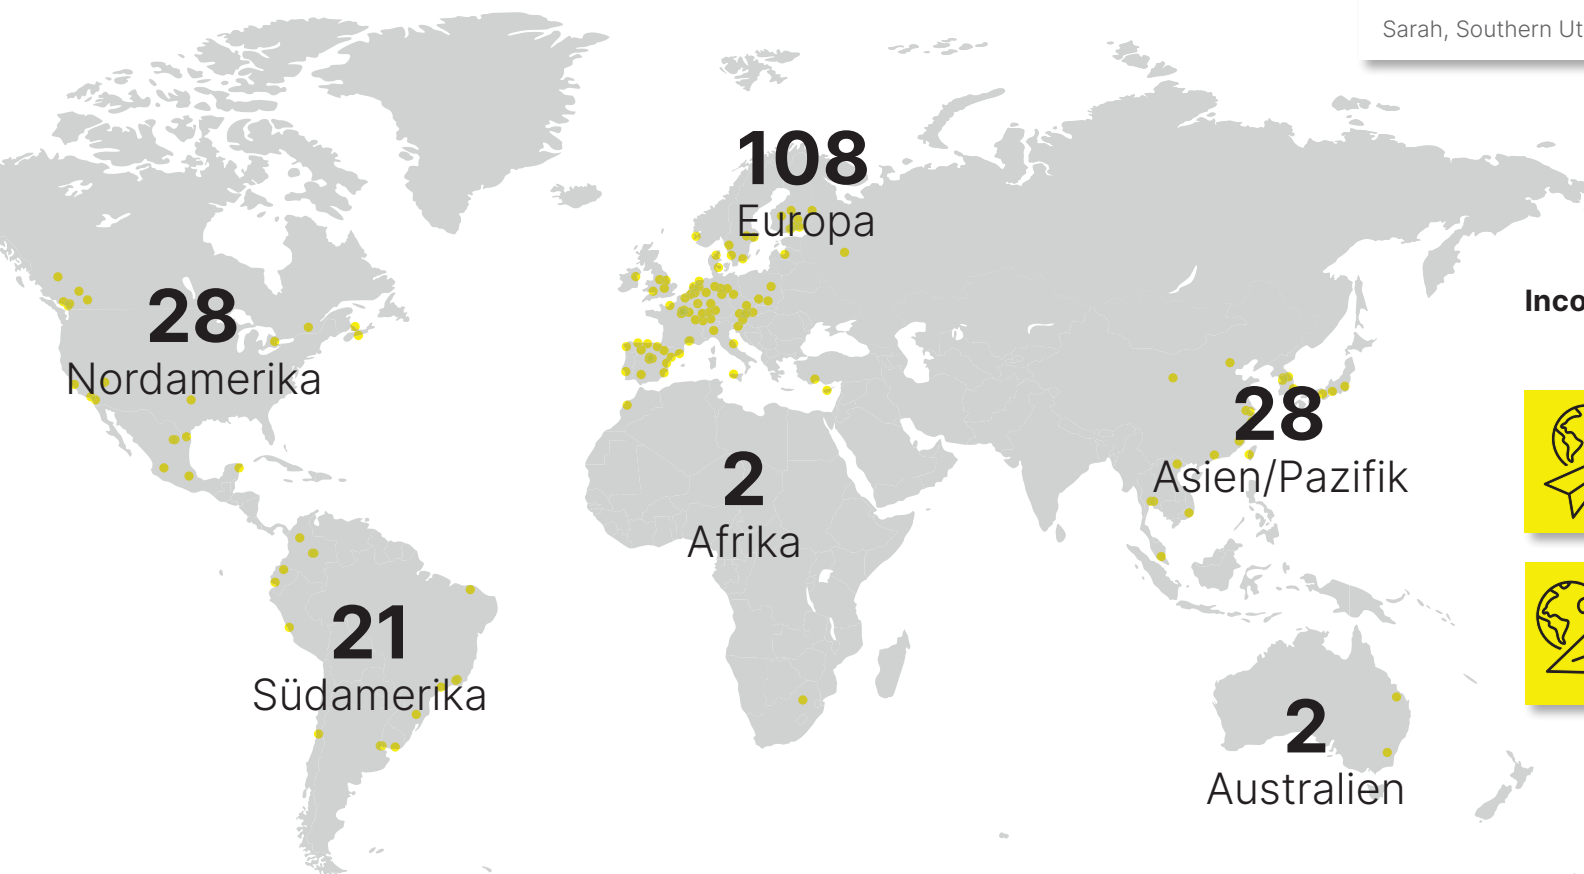 Sarah, Southern Ut
108
Europa
28
Nordamerika
Inco
28
Asien/Pazifik
2
Afrika
21
Südamerika
2
Australien